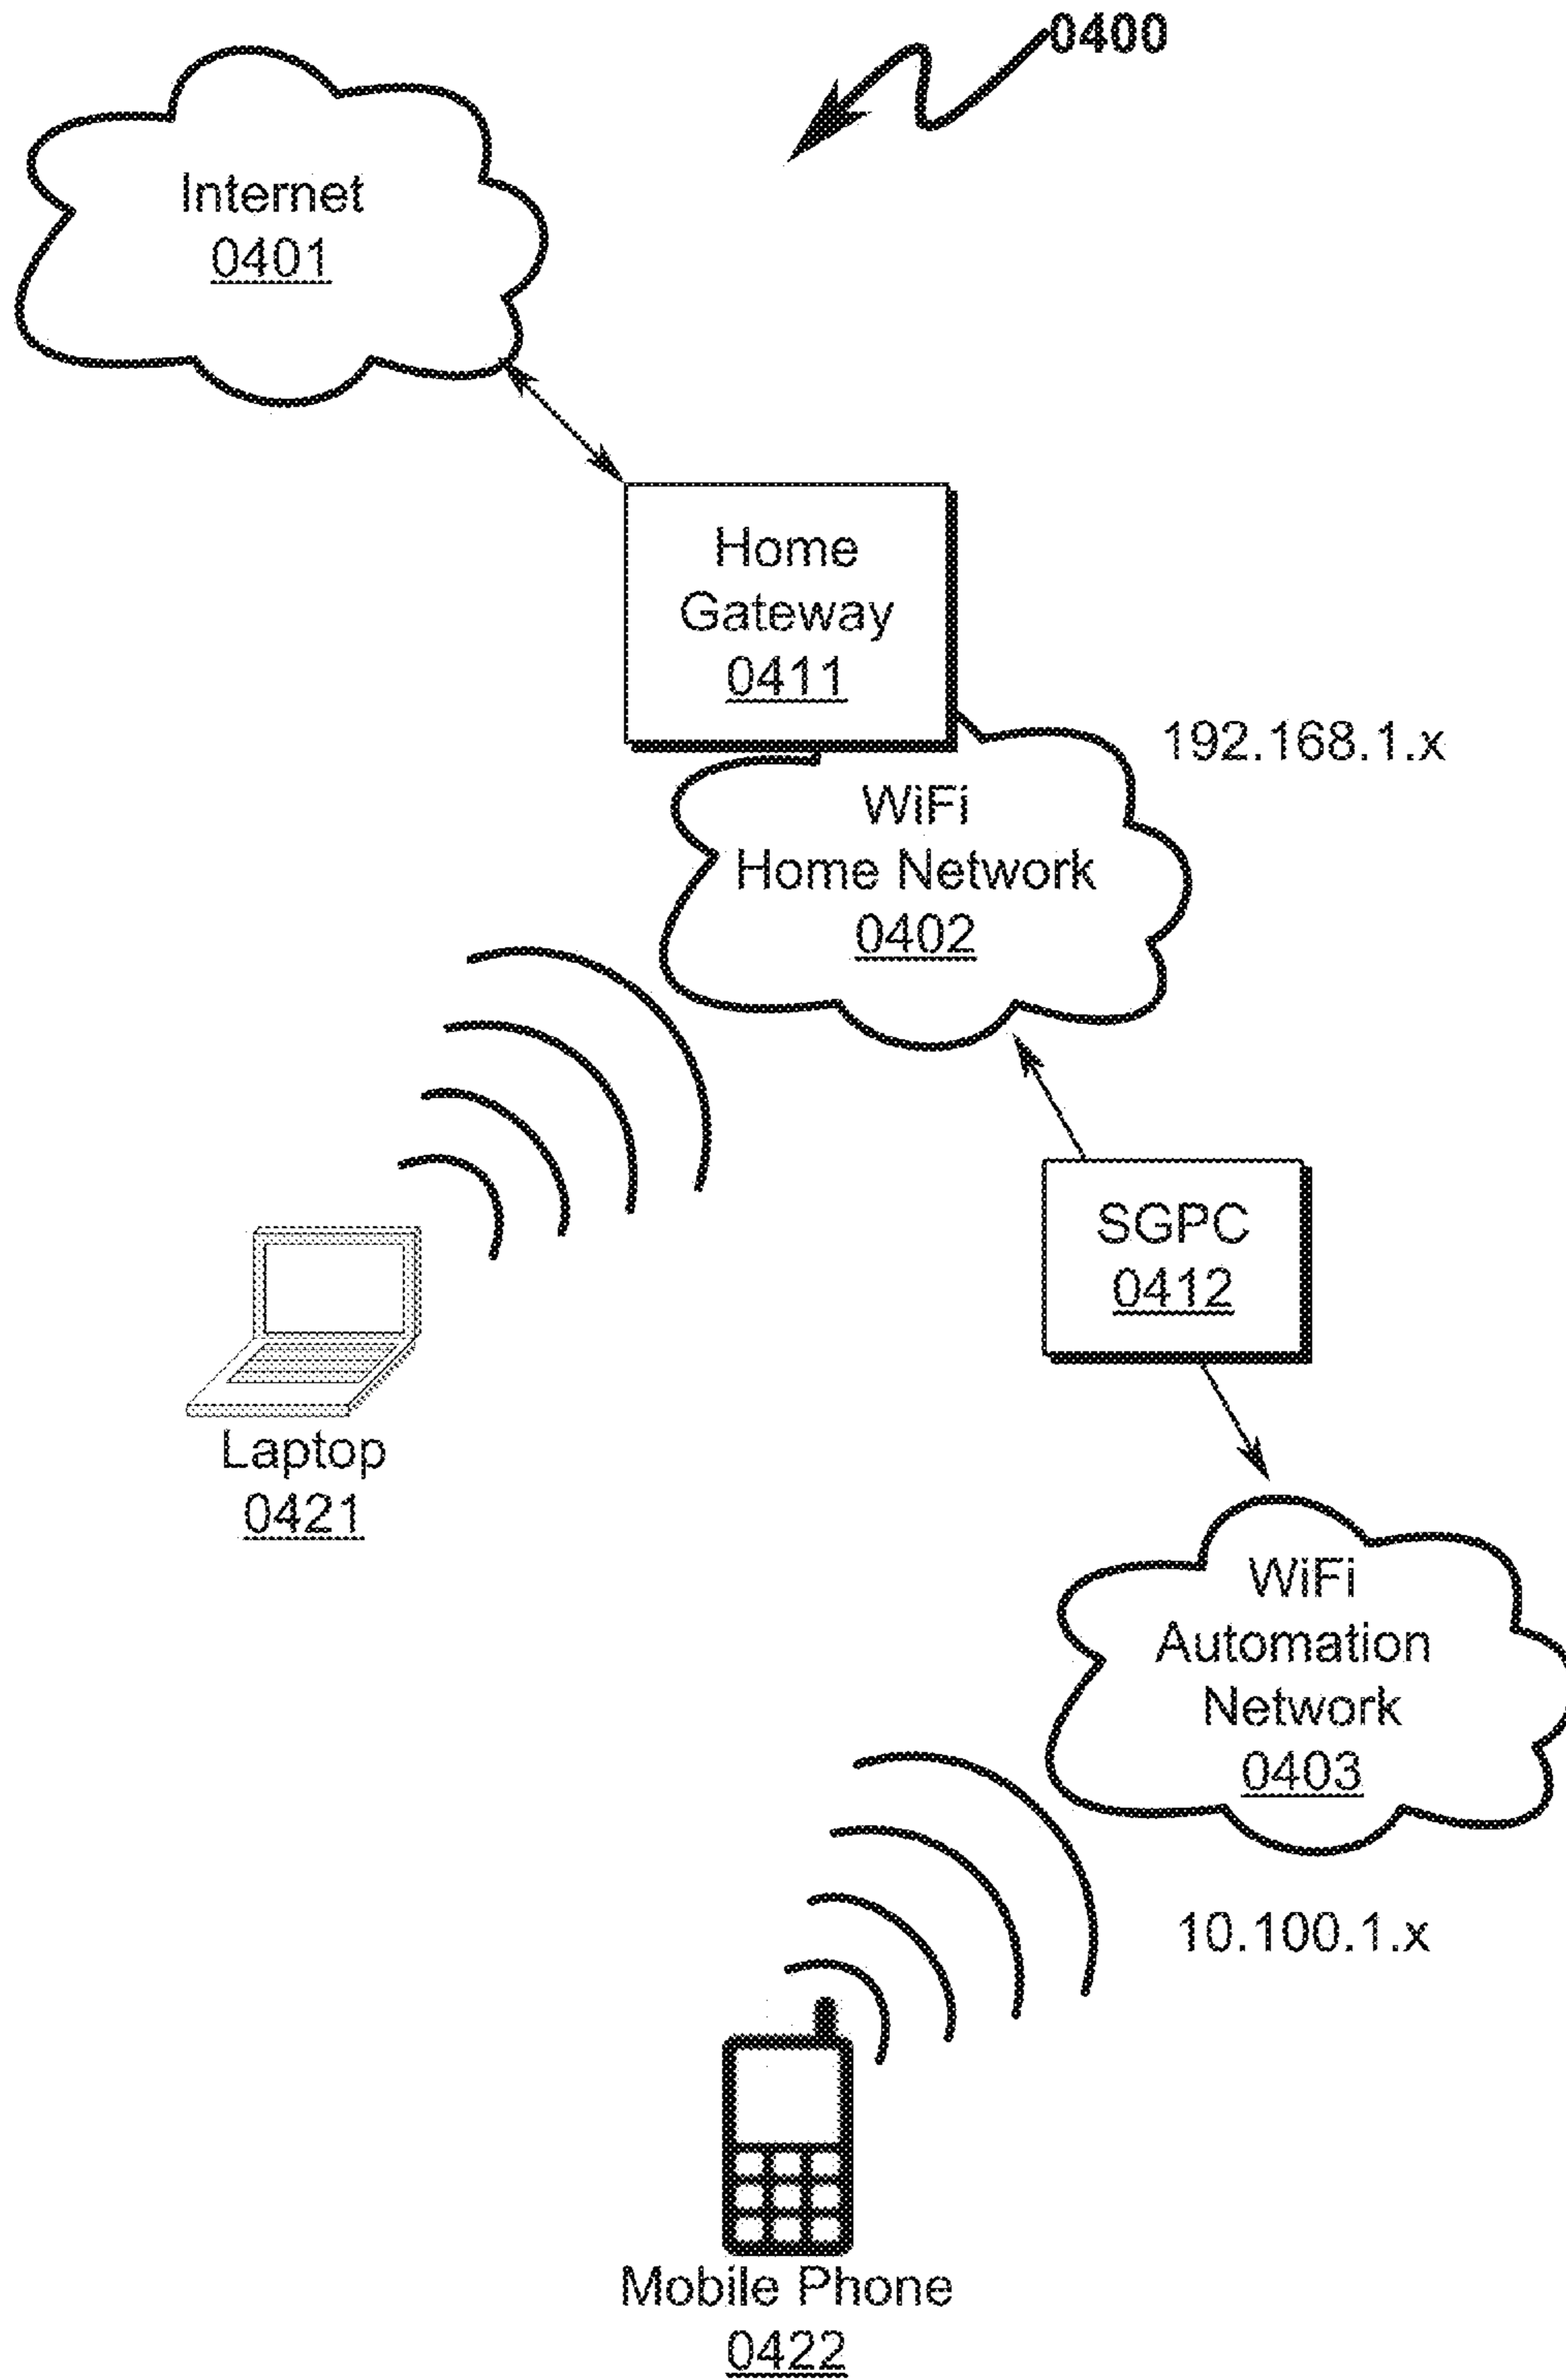 0400
Internet
0401
Home
Gateway
0411
192.168.1.x
WiFi
Home Network
0402
SGPC
0412
Laptop
0421
WiFi
Automation
Network
0403
10.100.1.x
Mobile Phone
0422